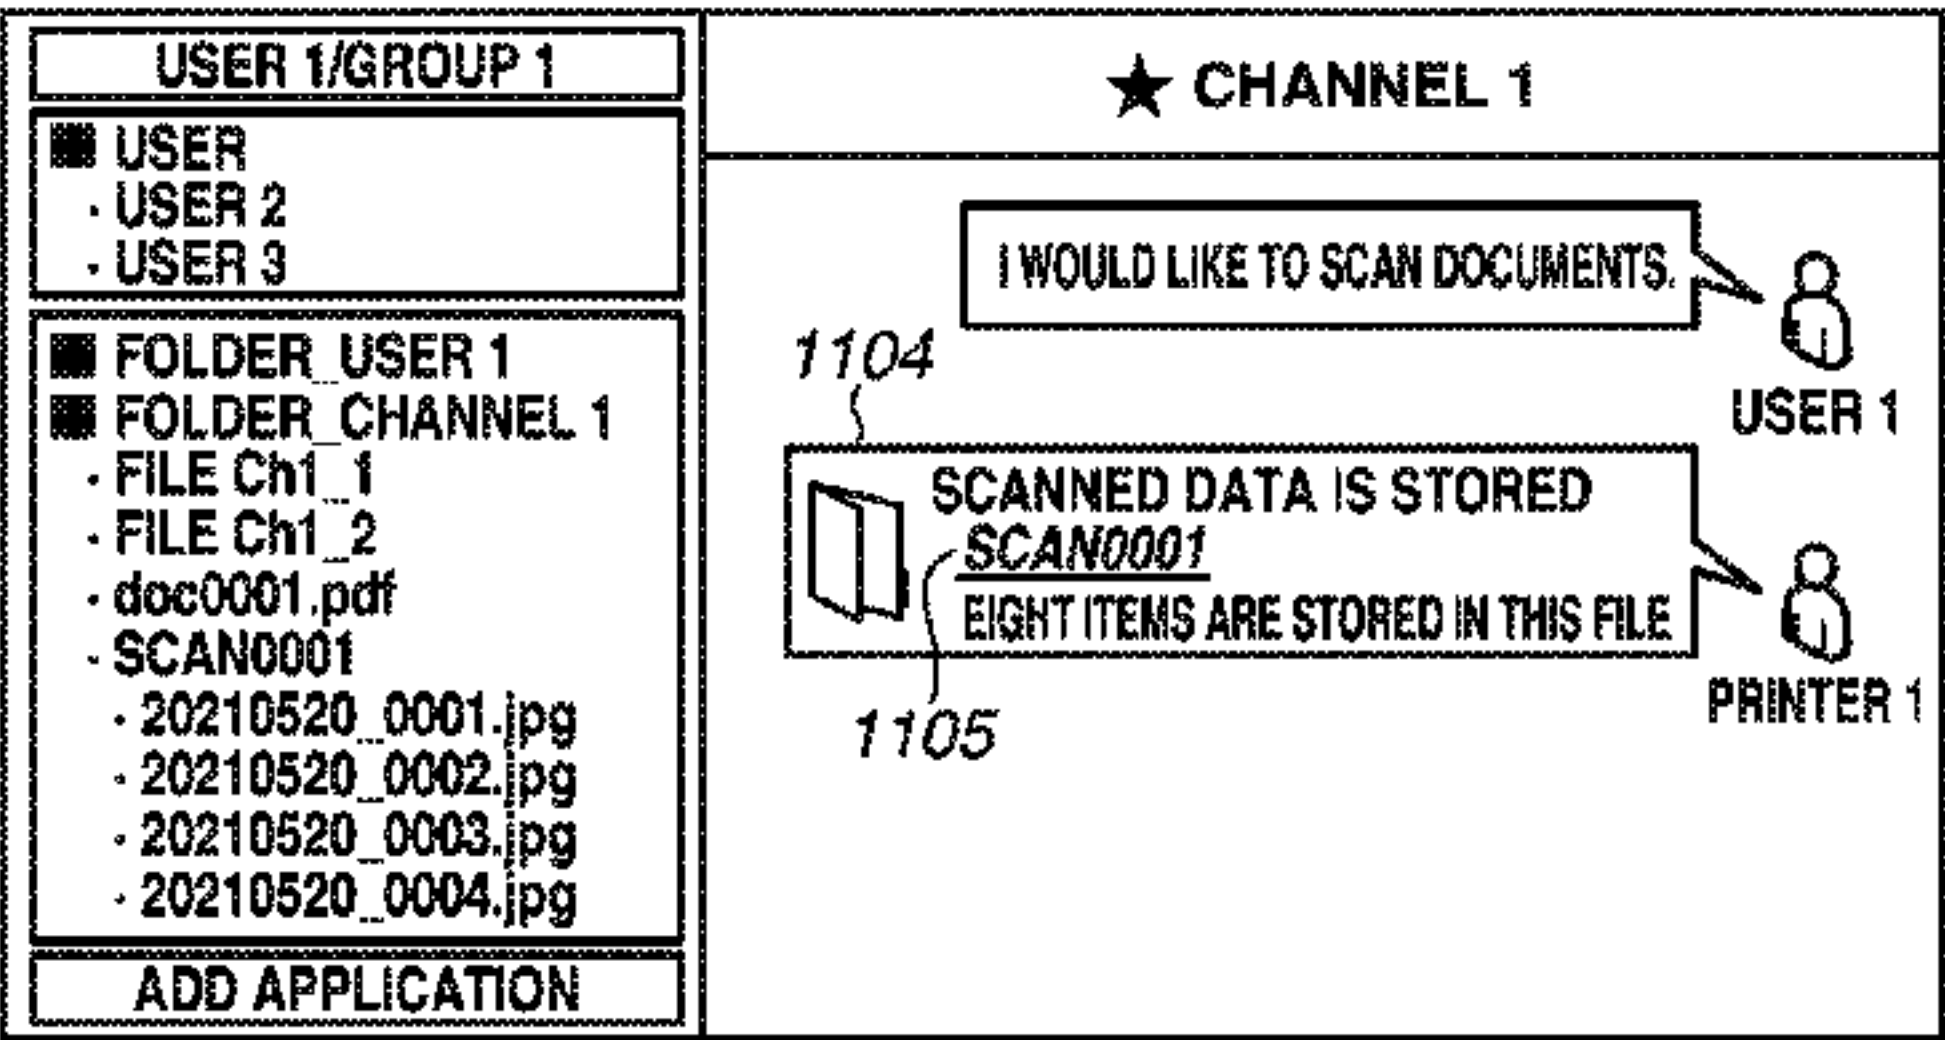 USER 1/GROUP 1
■ USER
· USER 2
· USER 3
■ FOLDER_USER 1
■ FOLDER_CHANNEL 1
· FILE Ch1_1
· FILE Ch1_2
· doc0001.pdf
· SCAN0001
· 20210520_0001.jpg
· 20210520_0002.jpg
· 20210520_0003.jpg
· 20210520_0004.jpg
ADD APPLICATION
★ CHANNEL 1
I WOULD LIKE TO SCAN DOCUMENTS.
USER 1
1104
SCANNED DATA IS STORED
SCAN0001
EIGHT ITEMS ARE STORED IN THIS FILE
PRINTER 1
1105